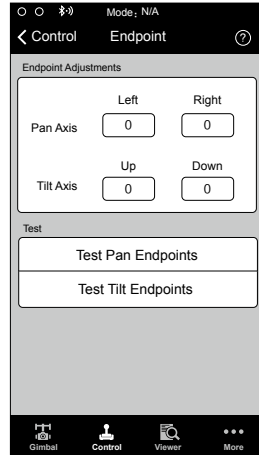 Mode: N/A
Control Endpoint ?
Endpoint Adjustments
Left Right
Pan Axis 0 0
Up Down
Tilt Axis 0 0
Test
Test Pan Endpoints
Test Tilt Endpoints
Gimbal Control Viewer More